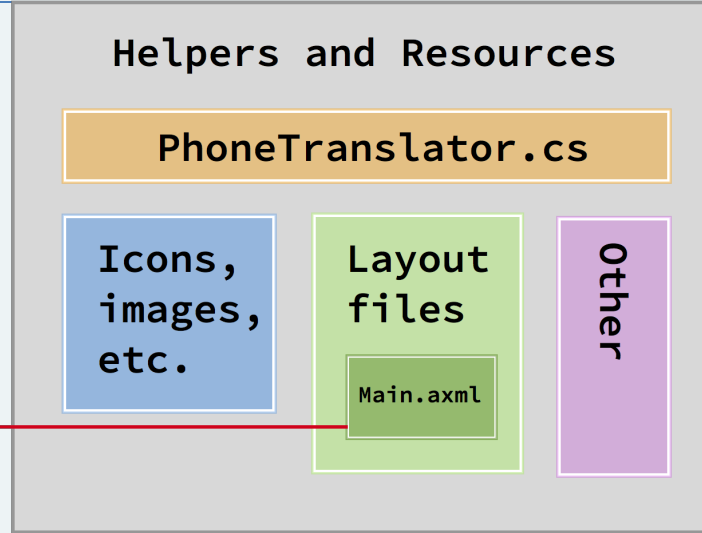 Helpers and Resources
PhoneTranslator.cs
Icons,
images,
etc.
Layout
files
Main.axml
Other